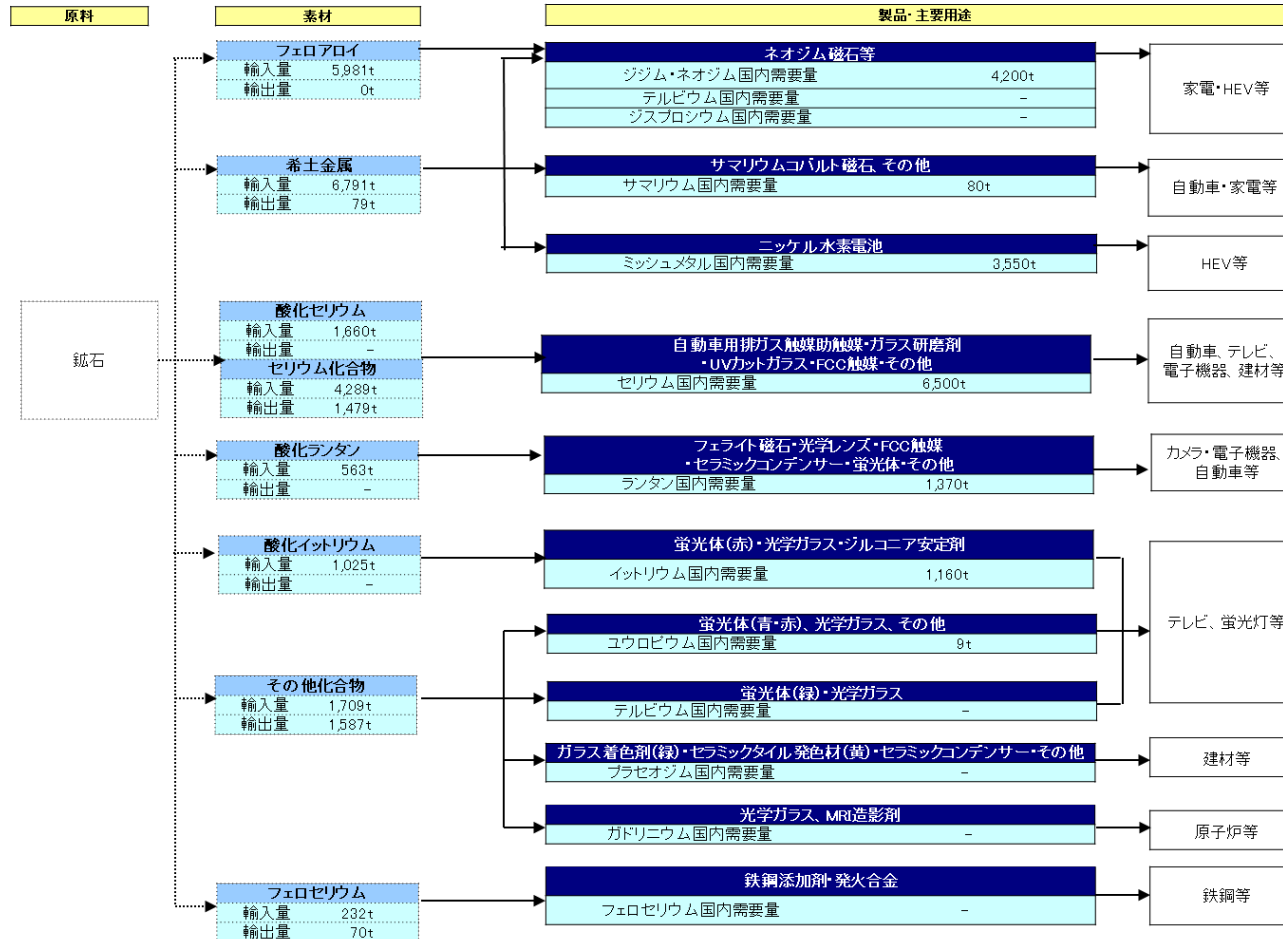 原料
素材
製品・主要用途
鉱石
フェロアロイ
輸入量 5,981t
輸出量 0t
希土金属
輸入量 6,791t
輸出量 79t
酸化セリウム
輸入量 1,660t
輸出量 －
セリウム化合物
輸入量 4,289t
輸出量 1,479t
酸化ランタン
輸入量 563t
輸出量 －
酸化イットリウム
輸入量 1,025t
輸出量 －
その他化合物
輸入量 1,709t
輸出量 1,587t
フェロセリウム
輸入量 232t
輸出量 70t
ネオジム磁石等
ジジム・ネオジム国内需要量 4,200t
テルビウム国内需要量 －
ジスプロシウム国内需要量 －
サマリウムコバルト磁石、その他
サマリウム国内需要量 80t
ニッケル水素電池
ミッシュメタル国内需要量 3,550t
自動車用排ガス触媒助触媒・ガラス研磨剤
・UVカットガラス・FCC触媒・その他
セリウム国内需要量 6,500t
フェライト磁石・光学レンズ・FCC触媒
・セラミックコンデンサー・蛍光体・その他
ランタン国内需要量 1,370t
蛍光体(赤)・光学ガラス・ジルコニア安定剤
イットリウム国内需要量 1,160t
蛍光体(青・赤)、光学ガラス、その他
ユウロビウム国内需要量 9t
蛍光体(緑)・光学ガラス
テルビウム国内需要量 －
ガラス着色剤(緑)・セラミックタイル発色材(黄)・セラミックコンデンサー・その他
プラセオジム国内需要量 －
光学ガラス、MRI造影剤
ガドリニウム国内需要量 －
鉄鋼添加剤・発火合金
フェロセリウム国内需要量 －
家電・HEV等
自動車・家電等
HEV等
自動車、テレビ、
電子機器、建材等
カメラ・電子機器、
自動車等
テレビ、蛍光灯等
建材等
原子炉等
鉄鋼等